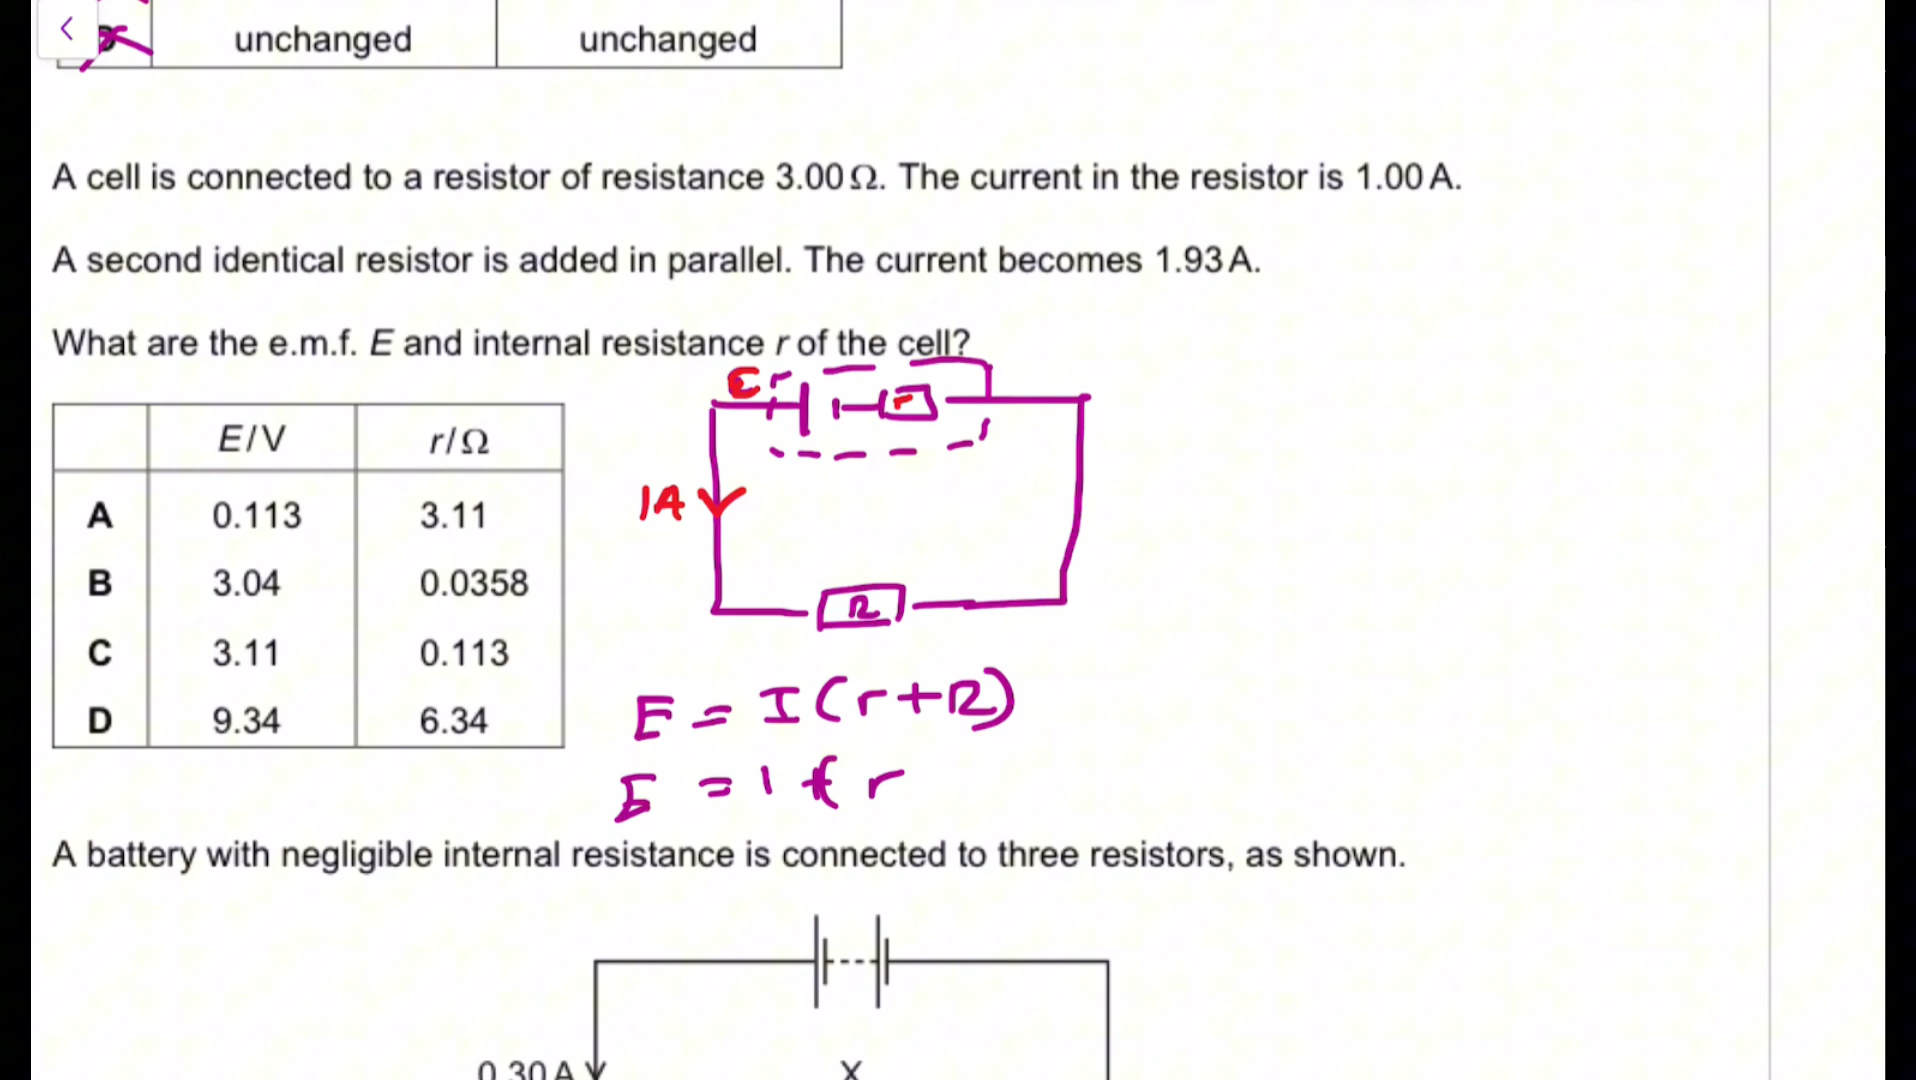 unchanged unchanged
A cell is connected to a resistor of resistance 3.00 Ω. The current in the resistor is 1.00 A.
A second identical resistor is added in parallel. The current becomes 1.93 A.
What are the e.m.f. E and internal resistance r of the cell?
E/V r/Ω
A 0.113 3.11
B 3.04 0.0358
C 3.11 0.113
D 9.34 6.34
E r
1A
R
E = I(r+R)
E = 1 r
A battery with negligible internal resistance is connected to three resistors, as shown.
0.30 A X